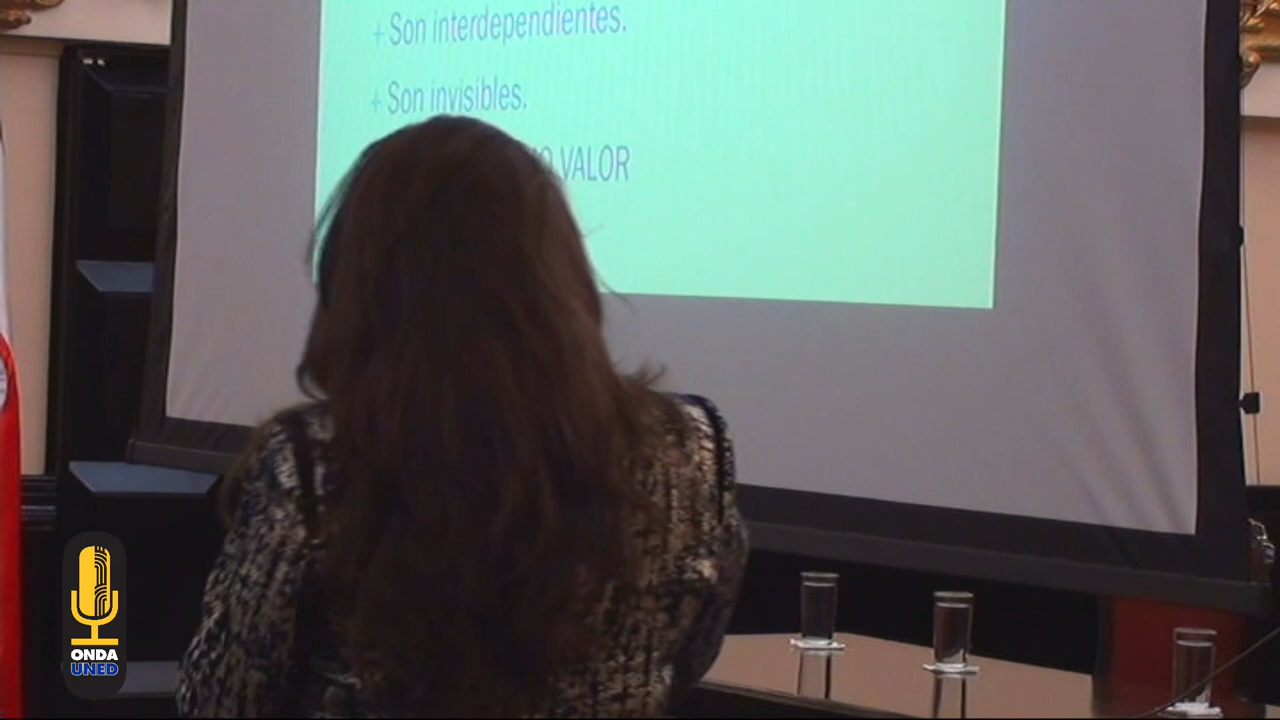 + Son interdependientes.
+ Son invisibles.
VALOR
ONDA
UNED